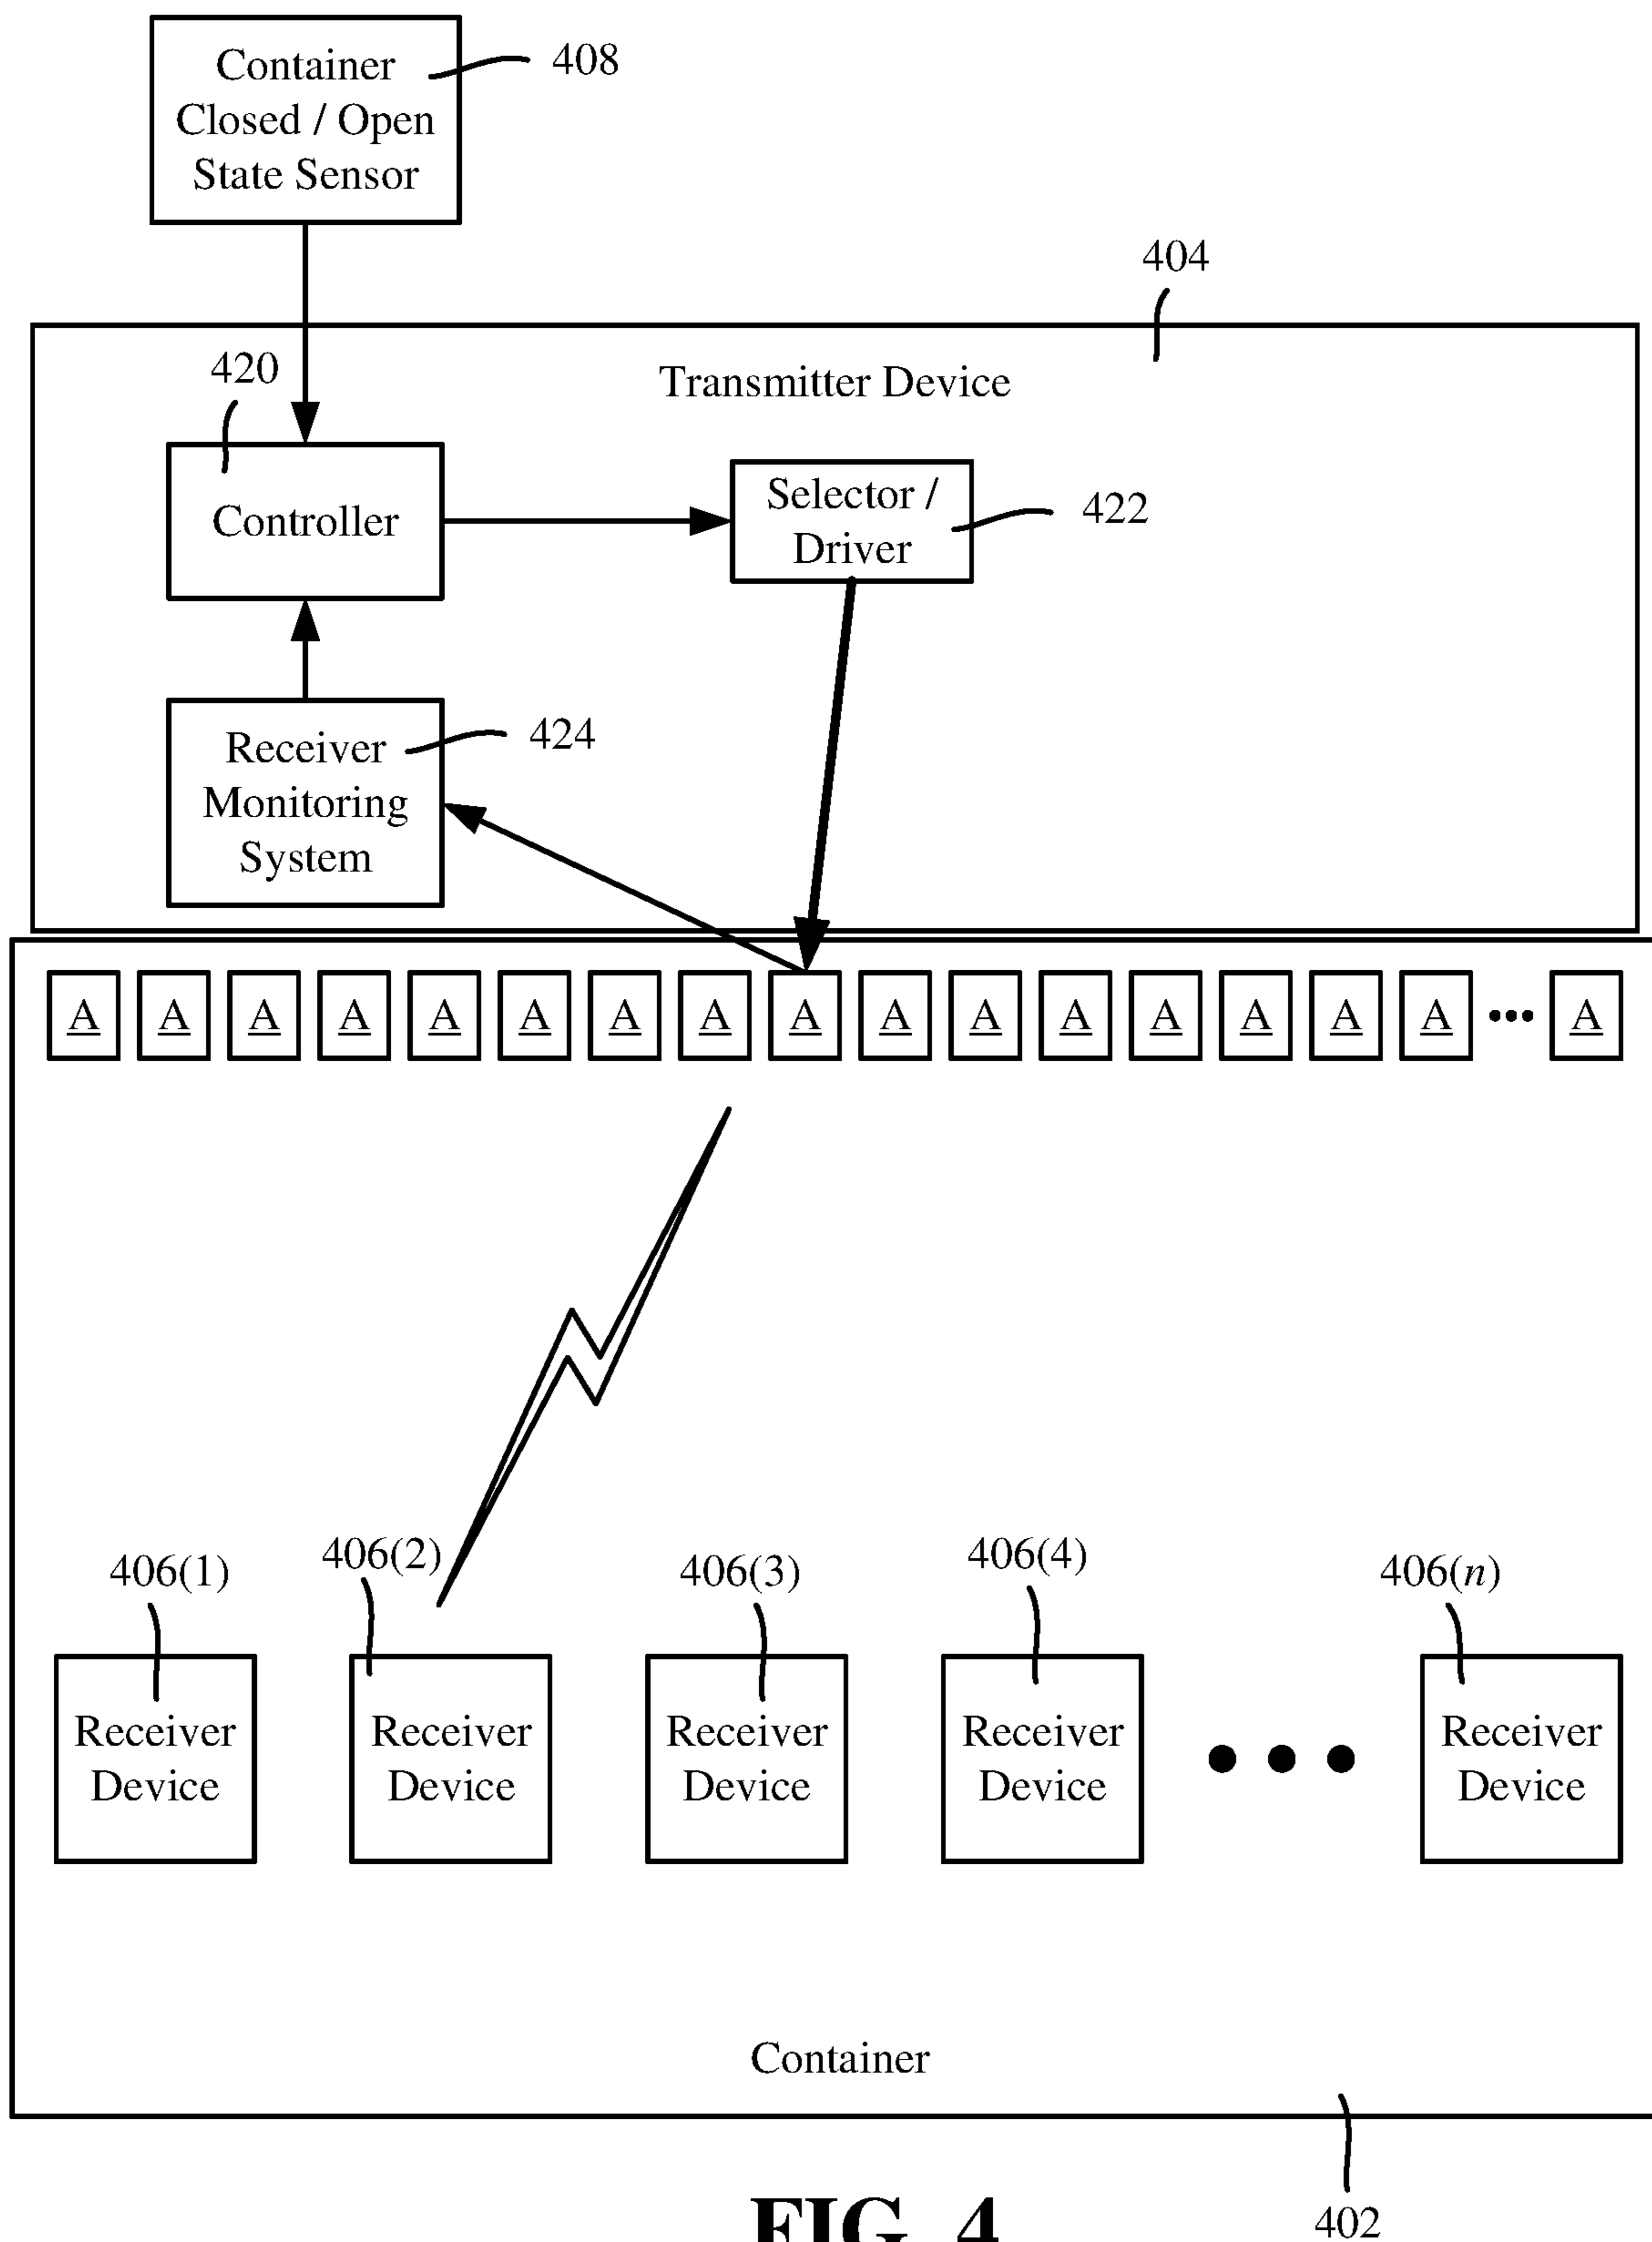 Container
Closed / Open
State Sensor
408
404
Transmitter Device
420
Controller
Selector /
Driver
422
Receiver
Monitoring
System
424
A A A A A A A A A A A A A A A A ••• A
406(1) 406(2) 406(3) 406(4) 406(n)
Receiver
Device
Receiver
Device
Receiver
Device
Receiver
Device
• • •
Receiver
Device
Container
402
FIG. 4